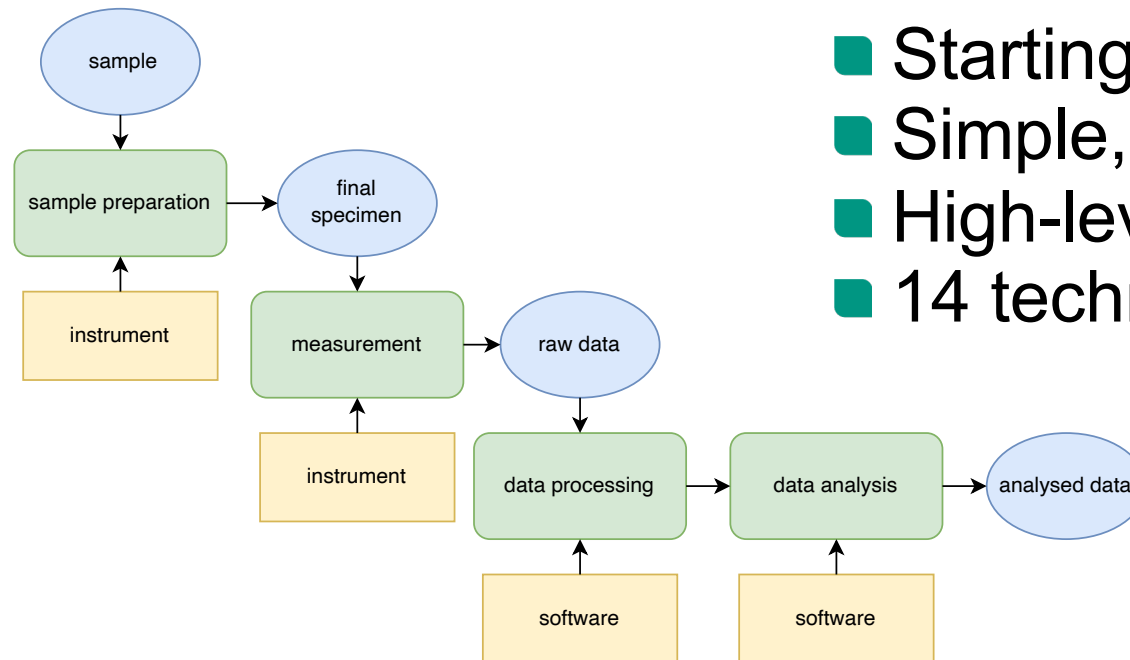 sample
sample preparation
final
specimen
instrument
measurement
raw data
instrument
data processing
data analysis
analysed data
software
software
Starting
Simple,
High-lev
14 techn